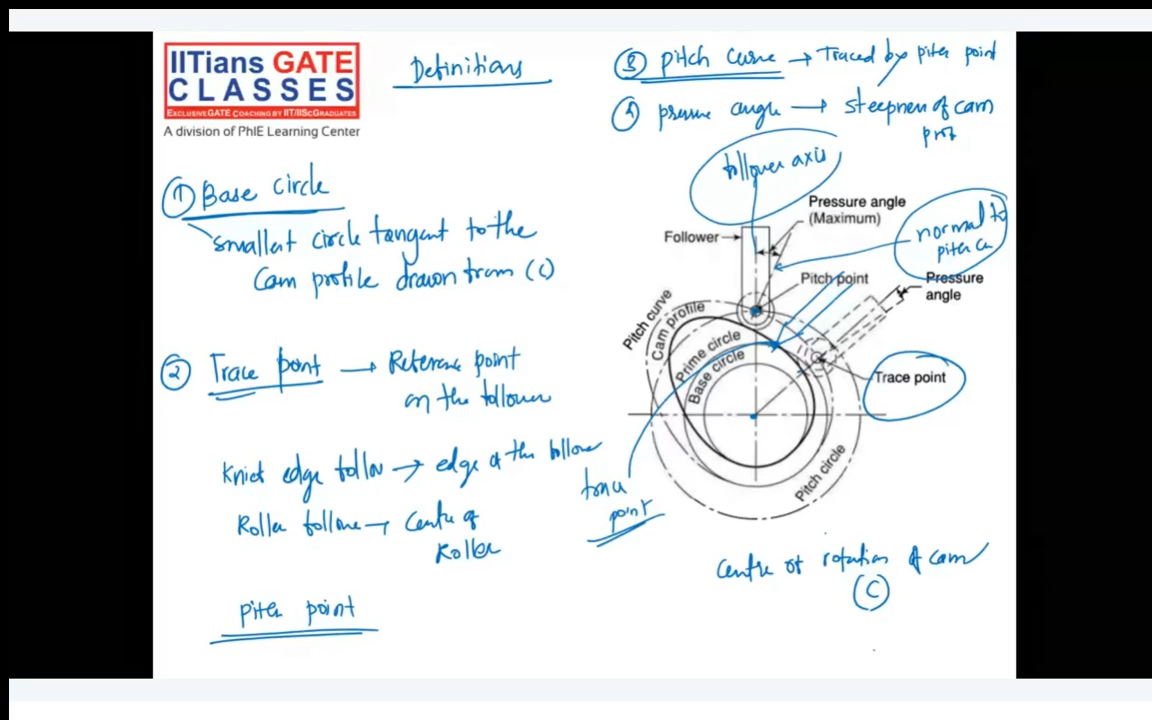 IITians GATE
CLASSES
EXCLUSIVE GATE COACHING BY IIT/IISC GRADUATES
A division of PhIE Learning Center
Definitions
① Base circle
smallest circle tangent to the
Cam profile drawn from (C)
② Trace point → Reference point
on the follower
Knief edge follow → edge of the follower
Roller follower → Centre of
Roller
Pitch point
③ pitch curve → Traced by pitch point
④ pressure angle → steepness of cam
prof
follower axis
Pressure angle
(Maximum)
Follower
normal to
pitch cu
Pitch point
Pressure
angle
Pitch curve
Cam profile
Prime circle
Base circle
Trace point
Pitch circle
point
centre of rotation of cam
(C)